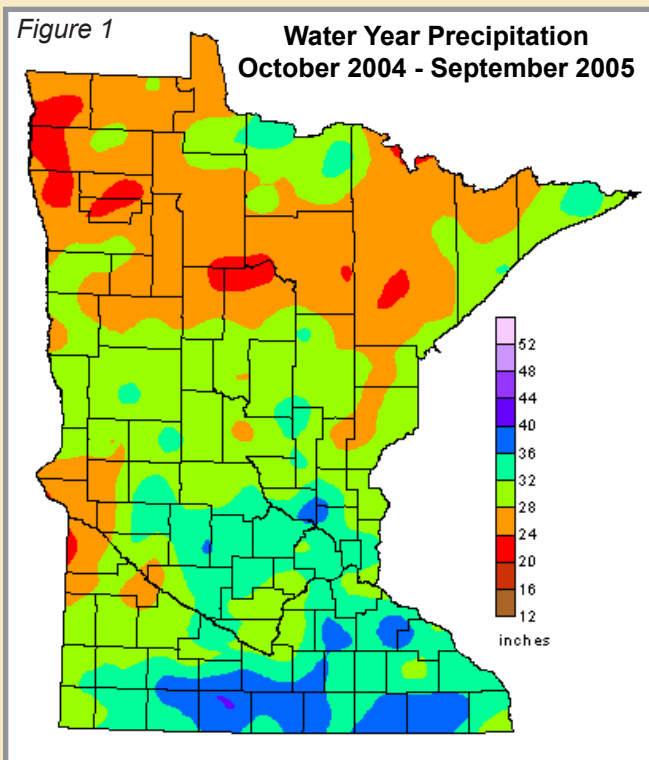 Figure 1
Water Year Precipitation
October 2004 - September 2005
52
48
44
40
36
32
28
24
20
16
12
inches